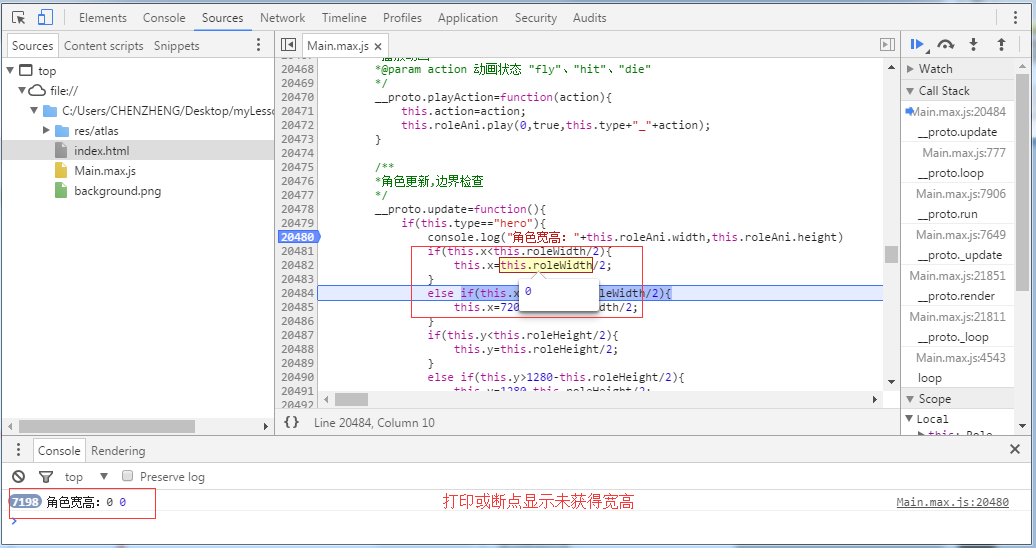 Elements Console Sources Network Timeline Profiles Application Security Audits
Sources Content scripts Snippets
Main.max.js ×
top
file://
C:/Users/CHENZHENG/Desktop/myLesso
res/atlas
index.html
Main.max.js
background.png
20468 *@param action 动画状态 "fly"、"hit"、"die"
20469 */
20470 __proto.playAction=function(action){
20471 this.action=action;
20472 this.roleAni.play(0,true,this.type+"_"+action);
20473 }
20474
20475 /**
20476 *角色更新,边界检查
20477 */
20478 __proto.update=function(){
20479 if(this.type=="hero"){
20480 console.log("角色宽高: "+this.roleAni.width,this.roleAni.height)
20481 if(this.x<this.roleWidth/2){
20482 this.x=this.roleWidth/2;
20483 }
20484 else if(this.x leWidth/2){
0
20485 this.x=720 dth/2;
20486 }
20487 if(this.y<this.roleHeight/2){
20488 this.y=this.roleHeight/2;
20489 }
20490 else if(this.y>1280-this.roleHeight/2){
20491 this.y=1280-this.roleHeight/2;
20492
{} Line 20484, Column 10
Watch
Call Stack
Main.max.js:20484
__proto.update
Main.max.js:777
__proto.loop
Main.max.js:7906
__proto.run
Main.max.js:7649
__proto._update
Main.max.js:21851
__proto.render
Main.max.js:21811
__proto._loop
Main.max.js:4543
loop
Scope
Local
this: Role
Console Rendering
top Preserve log
7198 角色宽高: 0 0
打印或断点显示未获得宽高
Main.max.js:20480